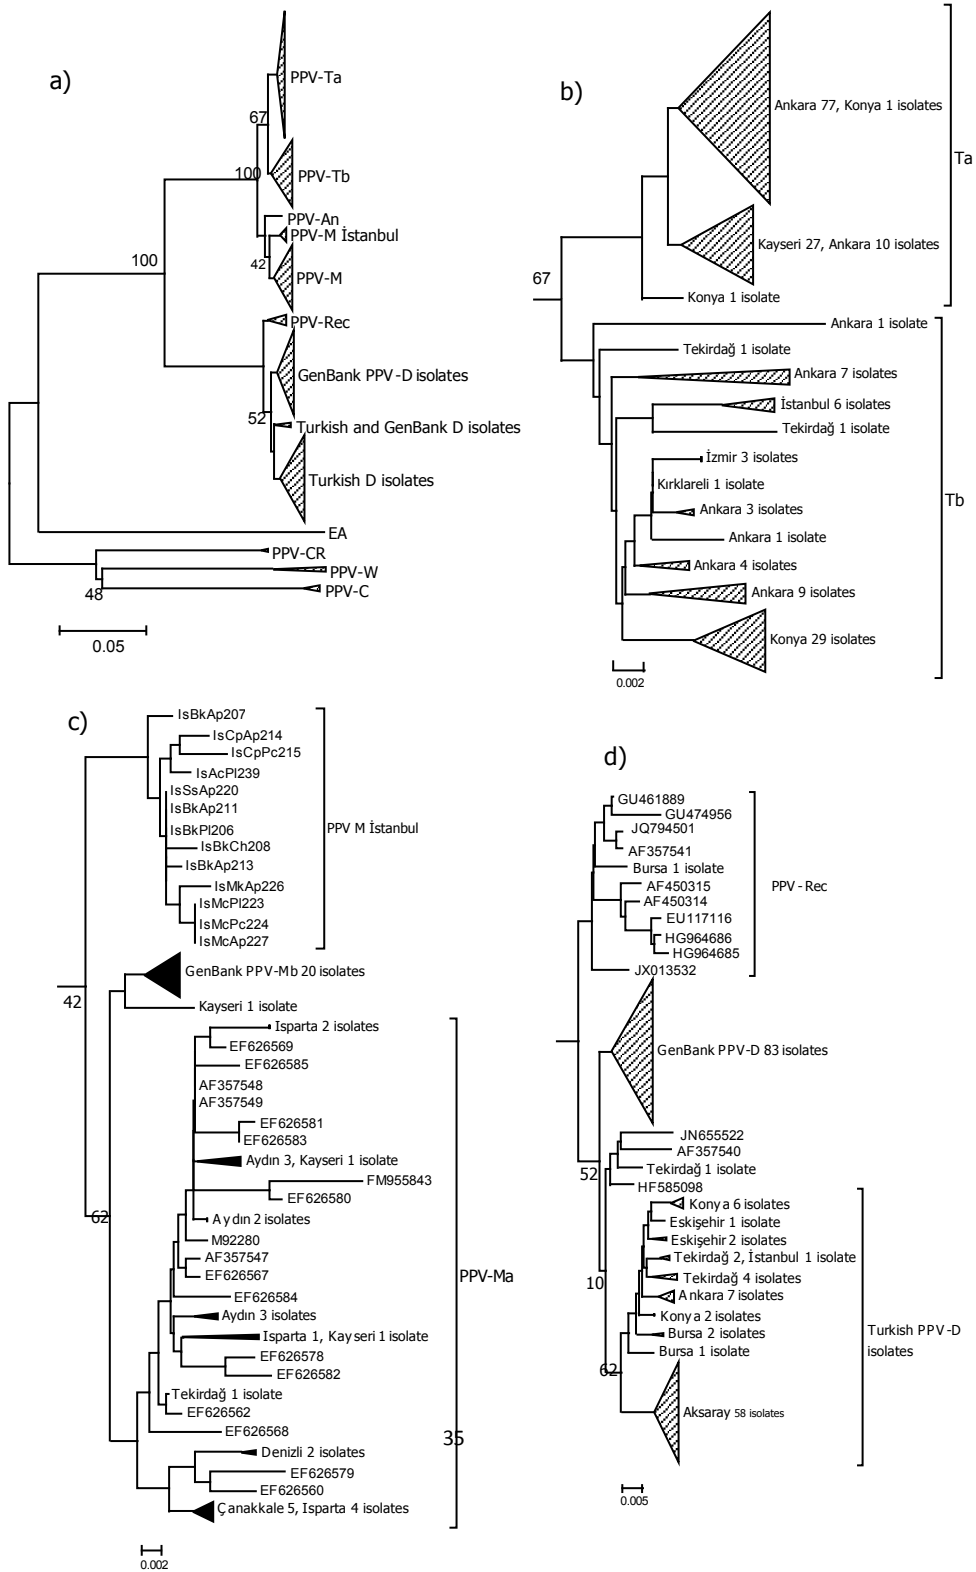 a)
PPV-Ta
67
PPV-Tb
100
PPV-An
PPV-M İstanbul
42
PPV-M
100
PPV-Rec
GenBank PPV-D isolates
52
Turkish and GenBank D isolates
Turkish D isolates
EA
PPV-CR
PPV-W
48
PPV-C
0.05
b)
Ankara 77, Konya 1 isolates
Ta
Kayseri 27, Ankara 10 isolates
67
Konya 1 isolate
Ankara 1 isolate
Tekirdağ 1 isolate
Ankara 7 isolates
İstanbul 6 isolates
Tekirdağ 1 isolate
İzmir 3 isolates
Kırklareli 1 isolate
Tb
Ankara 3 isolates
Ankara 1 isolate
Ankara 4 isolates
Ankara 9 isolates
Konya 29 isolates
0.002
c)
IsBkAp207
IsCpAp214
IsCpPc215
IsAcPl239
IsSsAp220
IsBkAp211
IsBkPl206
PPV M İstanbul
IsBkCh208
IsBkAp213
IsMkAp226
IsMcPl223
IsMcPc224
IsMcAp227
GenBank PPV-Mb 20 isolates
42
Kayseri 1 isolate
Isparta 2 isolates
EF626569
EF626585
AF357548
AF357549
EF626581
EF626583
Aydın 3, Kayseri 1 isolate
FM955843
EF626580
62
Aydın 2 isolates
M92280
AF357547
PPV-Ma
EF626567
EF626584
Aydın 3 isolates
Isparta 1, Kayseri 1 isolate
EF626578
EF626582
Tekirdağ 1 isolate
EF626562
EF626568
35
Denizli 2 isolates
EF626579
EF626560
Çanakkale 5, Isparta 4 isolates
0.002
d)
GU461889
GU474956
JQ794501
AF357541
Bursa 1 isolate
AF450315
PPV - Rec
AF450314
EU117116
HG964686
HG964685
JX013532
GenBank PPV-D 83 isolates
JN655522
AF357540
52
Tekirdağ 1 isolate
HF585098
Konya 6 isolates
Eskişehir 1 isolate
Eskişehir 2 isolates
Tekirdağ 2, İstanbul 1 isolate
10
Tekirdağ 4 isolates
Ankara 7 isolates
Konya 2 isolates
Bursa 2 isolates
Turkish PPV-D
isolates
Bursa 1 isolate
62
Aksaray 58 isolates
0.005